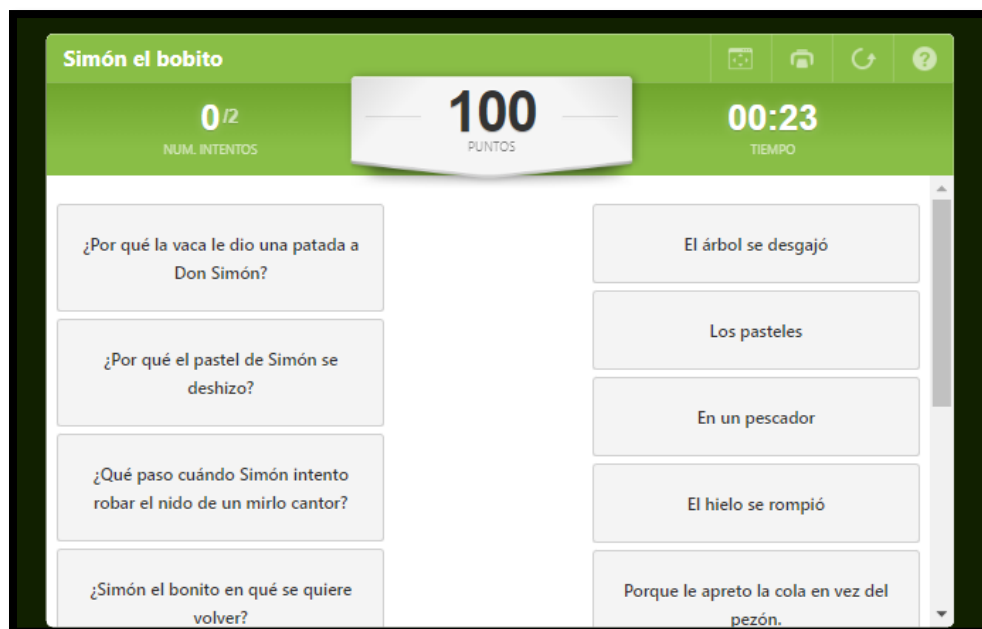 Simón el bobito
0/2
NUM. INTENTOS
100
PUNTOS
00:23
TIEMPO
¿Por qué la vaca le dio una patada a
Don Simón?
¿Por qué el pastel de Simón se
deshizo?
¿Qué paso cuándo Simón intento
robar el nido de un mirlo cantor?
¿Simón el bonito en qué se quiere
volver?
El árbol se desgajó
Los pasteles
En un pescador
El hielo se rompió
Porque le apreto la cola en vez del
pezón.